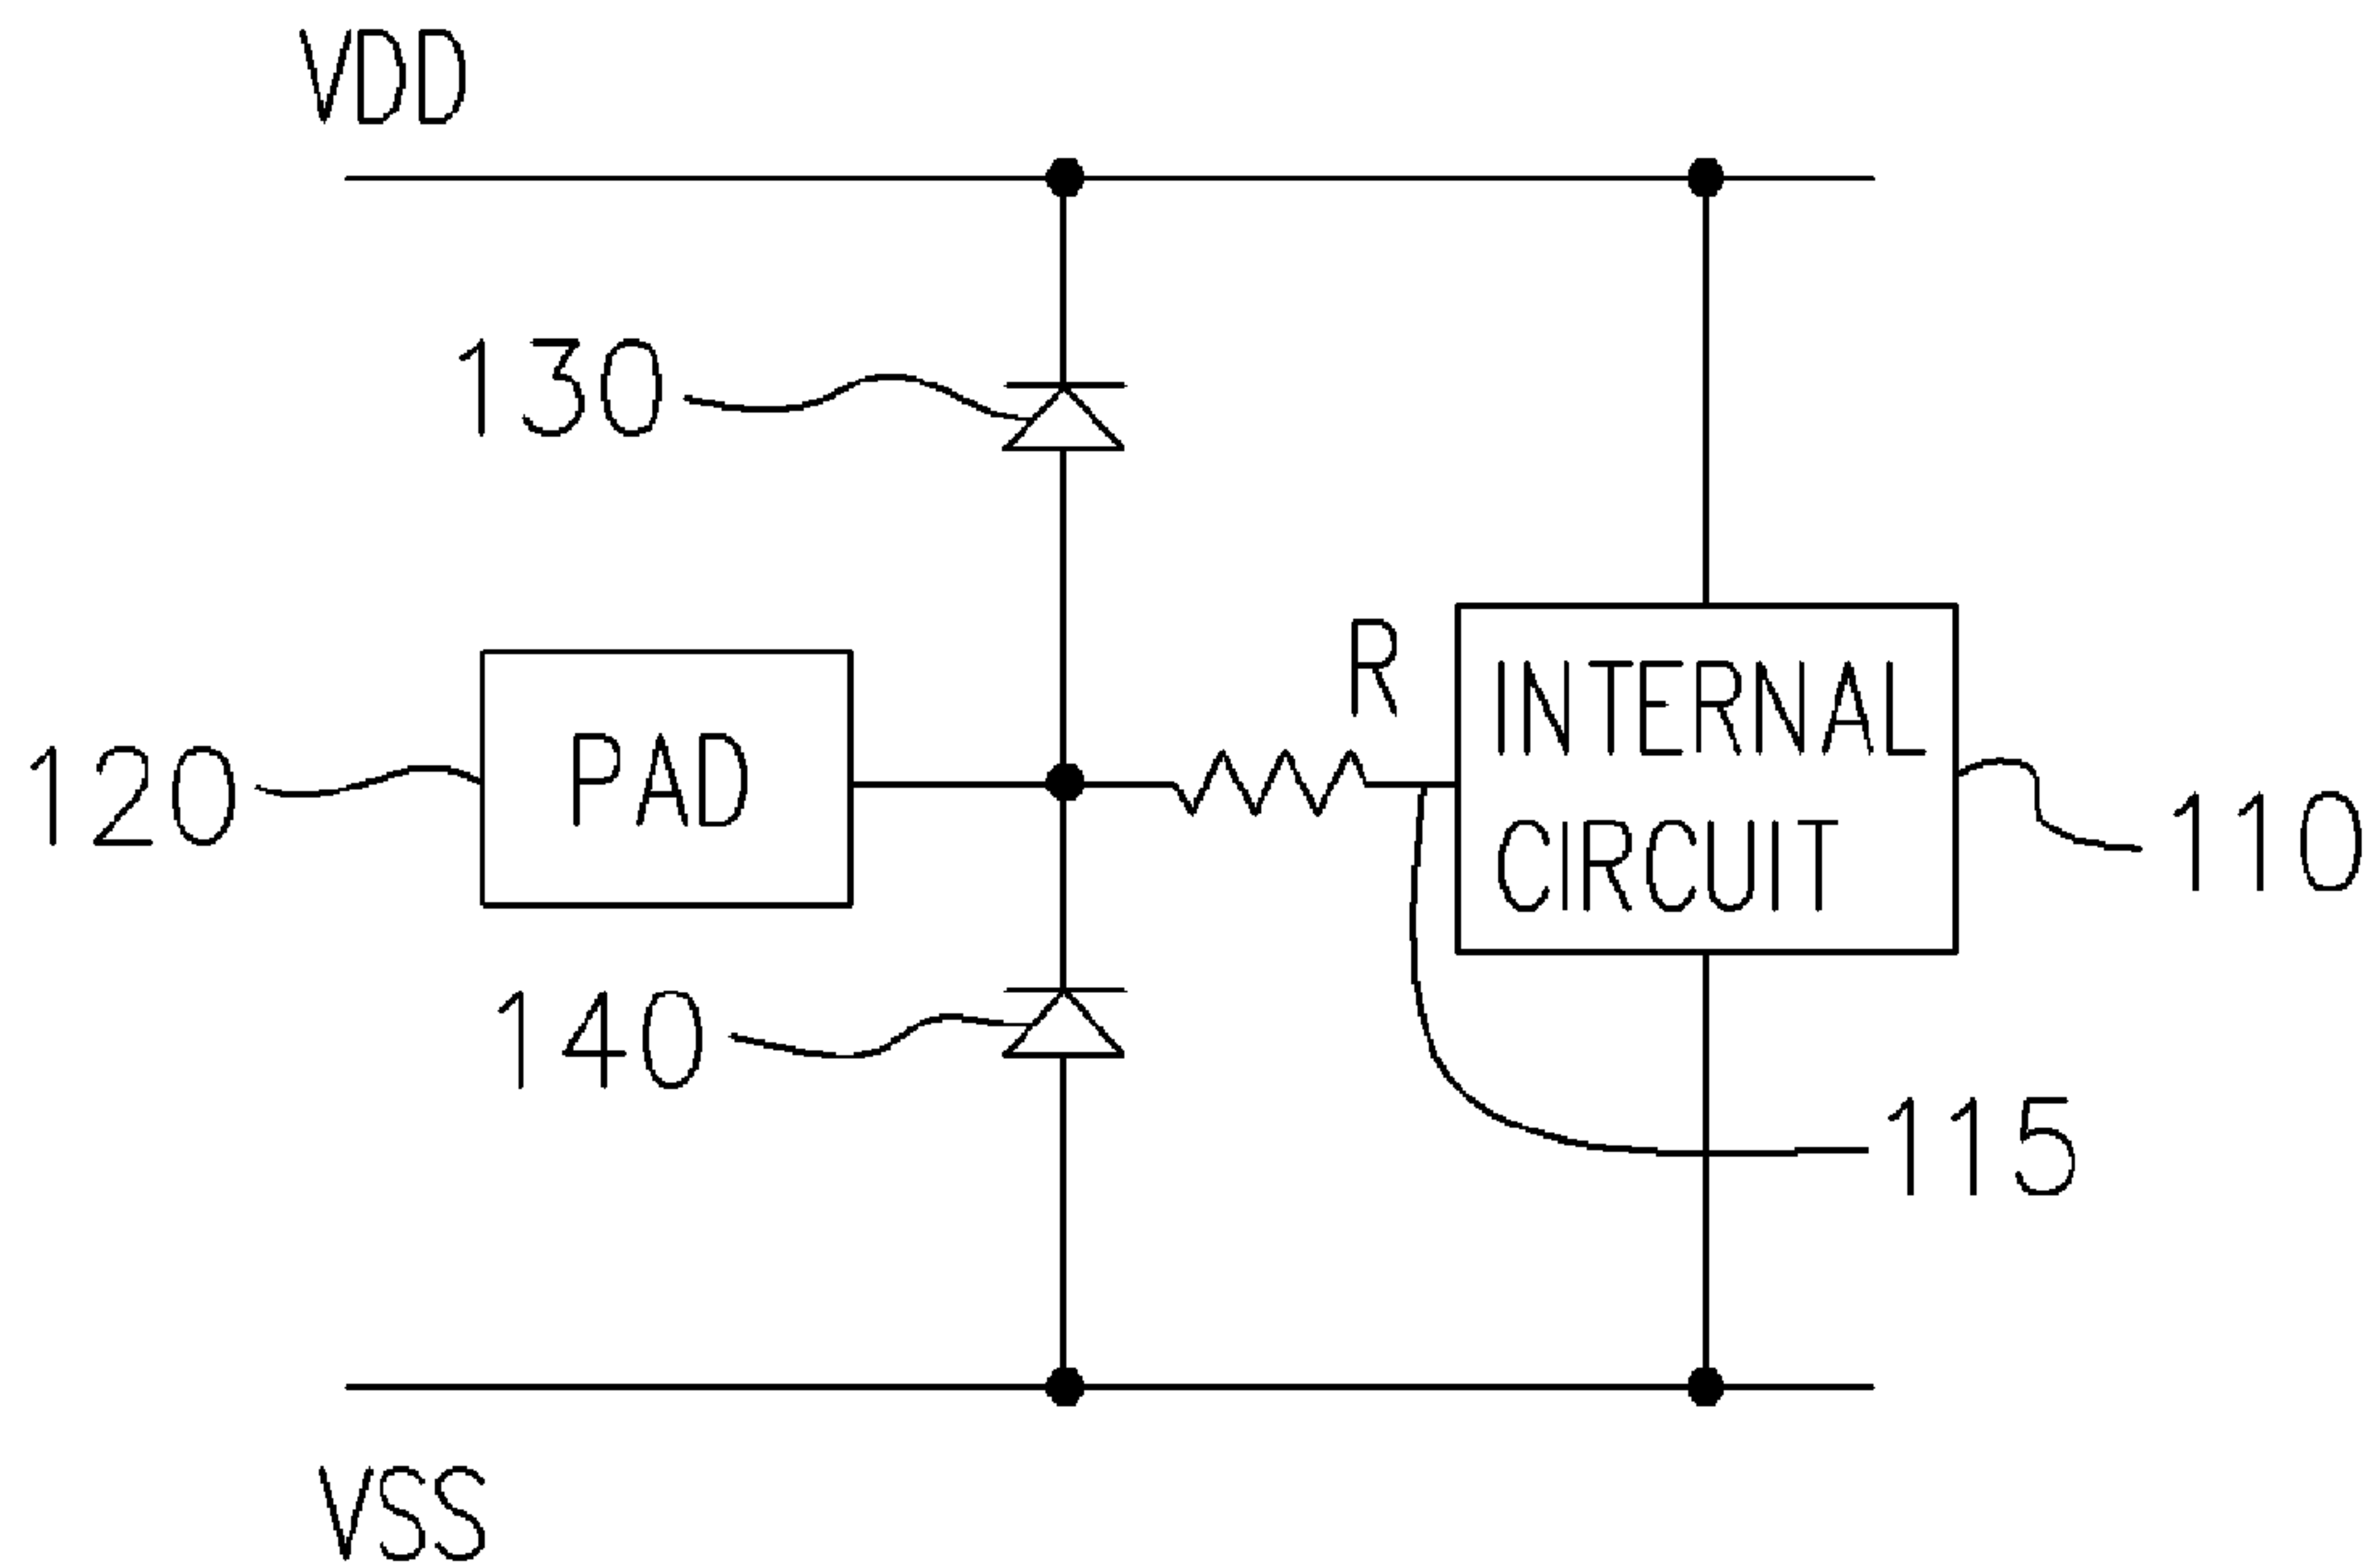 VDD
130
R
INTERNAL
CIRCUIT
PAD
120
110
140
115
VSS